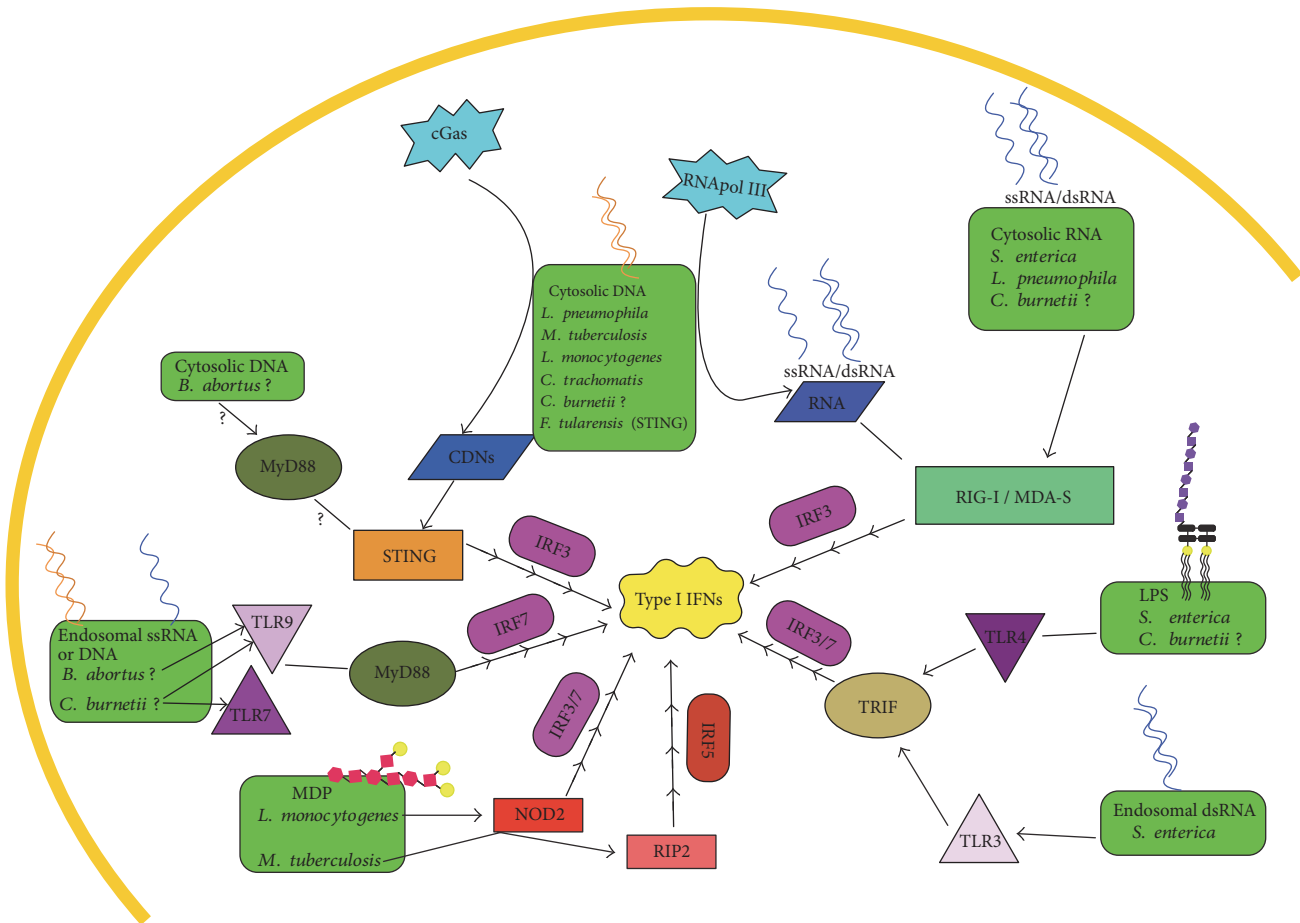 cGas
RNApol III
ssRNA/dsRNA
Cytosolic RNA
S. enterica
L. pneumophila
C. burnetii ?
Cytosolic DNA
L. pneumophila
M. tuberculosis
L. monocytogenes
C. trachomatis
C. burnetii ?
F. tularensis (STING)
ssRNA/dsRNA
RNA
Cytosolic DNA
B. abortus ?
?
MyD88
?
CDNs
STING
IRF3
IRF3
RIG-I / MDA-S
Type I IFNs
LPS
S. enterica
C. burnetii ?
TLR4
IRF3/7
TRIF
Endosomal ssRNA
or DNA
B. abortus ?
C. burnetii ?
TLR9
TLR7
MyD88
IRF7
IRF3/7
IRF5
MDP
L. monocytogenes
M. tuberculosis
NOD2
RIP2
TLR3
Endosomal dsRNA
S. enterica